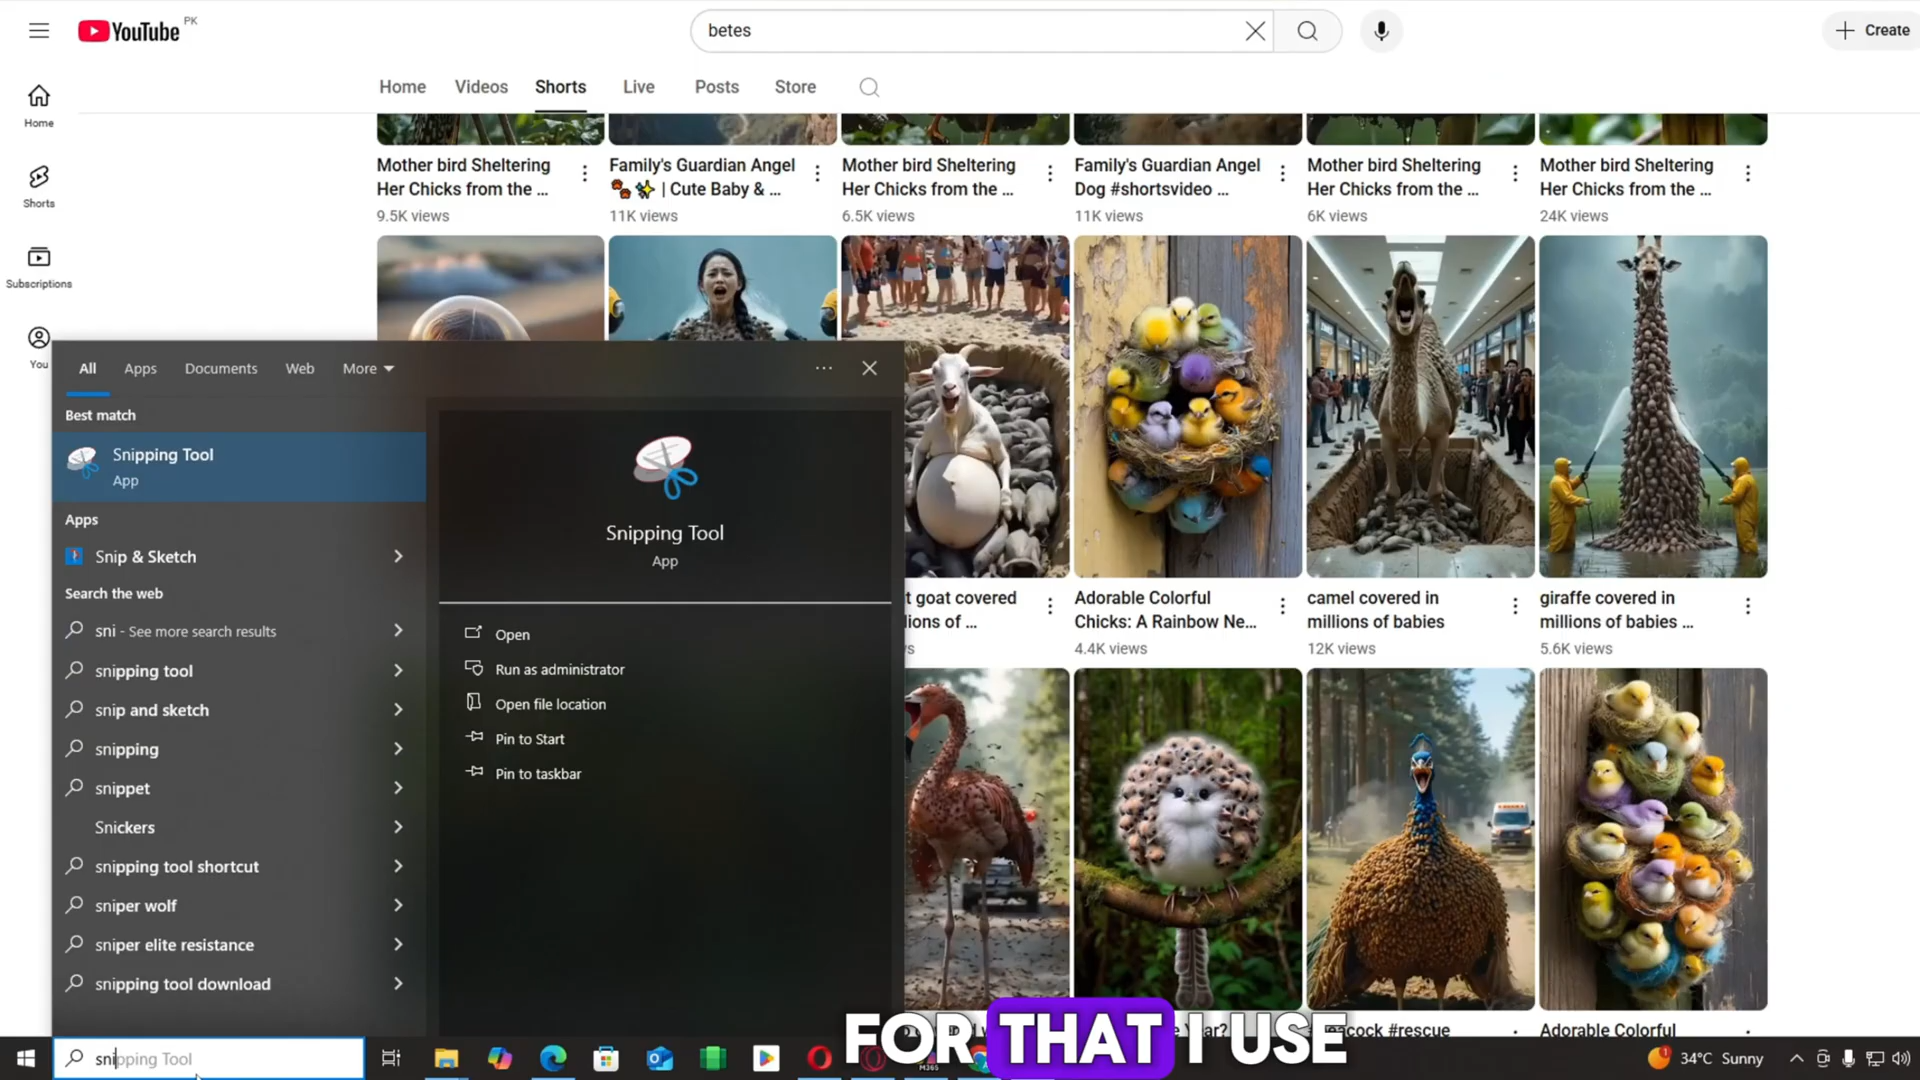 YouTube PK
betes
Create
Home
Shorts
Subscriptions
You
Home Videos Shorts Live Posts Store
Mother bird Sheltering
Her Chicks from the ...
9.5K views
Family's Guardian Angel
| Cute Baby & ...
11K views
Mother bird Sheltering
Her Chicks from the ...
6.5K views
Family's Guardian Angel
Dog #shortsvideo ...
11K views
Mother bird Sheltering
Her Chicks from the ...
6K views
Mother bird Sheltering
Her Chicks from the ...
24K views
t goat covered
lions of ...
Adorable Colorful
Chicks: A Rainbow Ne...
4.4K views
camel covered in
millions of babies
12K views
giraffe covered in
millions of babies ...
5.6K views
peacock #rescue
Adorable Colorful
All Apps Documents Web More
Best match
Snipping Tool
App
Apps
Snip & Sketch
Search the web
sni - See more search results
snipping tool
snip and sketch
snipping
snippet
Snickers
snipping tool shortcut
sniper wolf
sniper elite resistance
snipping tool download
Snipping Tool
App
Open
Run as administrator
Open file location
Pin to Start
Pin to taskbar
FOR THAT I USE
snipping Tool
M365
1
34°C Sunny